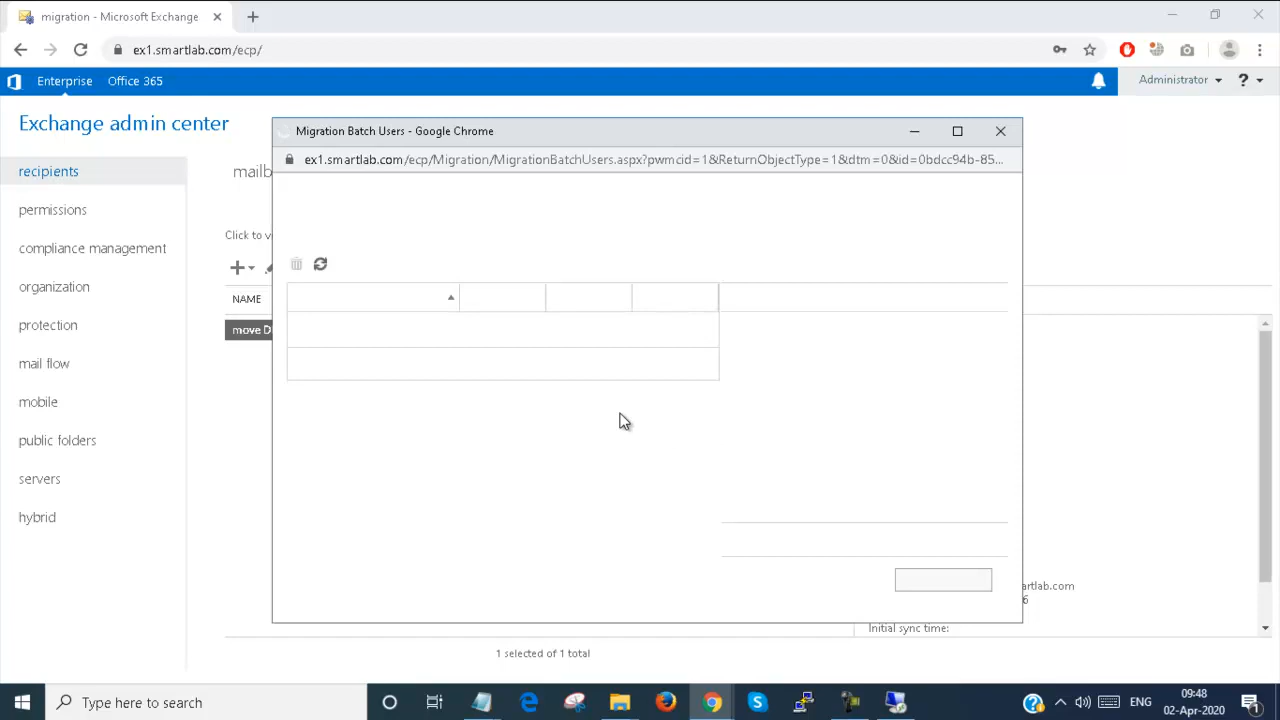 migration - Microsoft Exchange
ex1.smartlab.com/ecp/
Enterprise Office 365
Administrator ?
Exchange admin center
Migration Batch Users - Google Chrome
ex1.smartlab.com/ecp/Migration/MigrationBatchUsers.aspx?pwmcid=1&ReturnObjectType=1&dtm=0&id=0bdcc94b-85...
recipients
mailb
permissions
Click to v
compliance management
organization
NAME
protection
move D
mail flow
mobile
public folders
servers
hybrid
artlab.com
6
Initial sync time:
1 selected of 1 total
Type here to search
ENG
09:48
02-Apr-2020
1